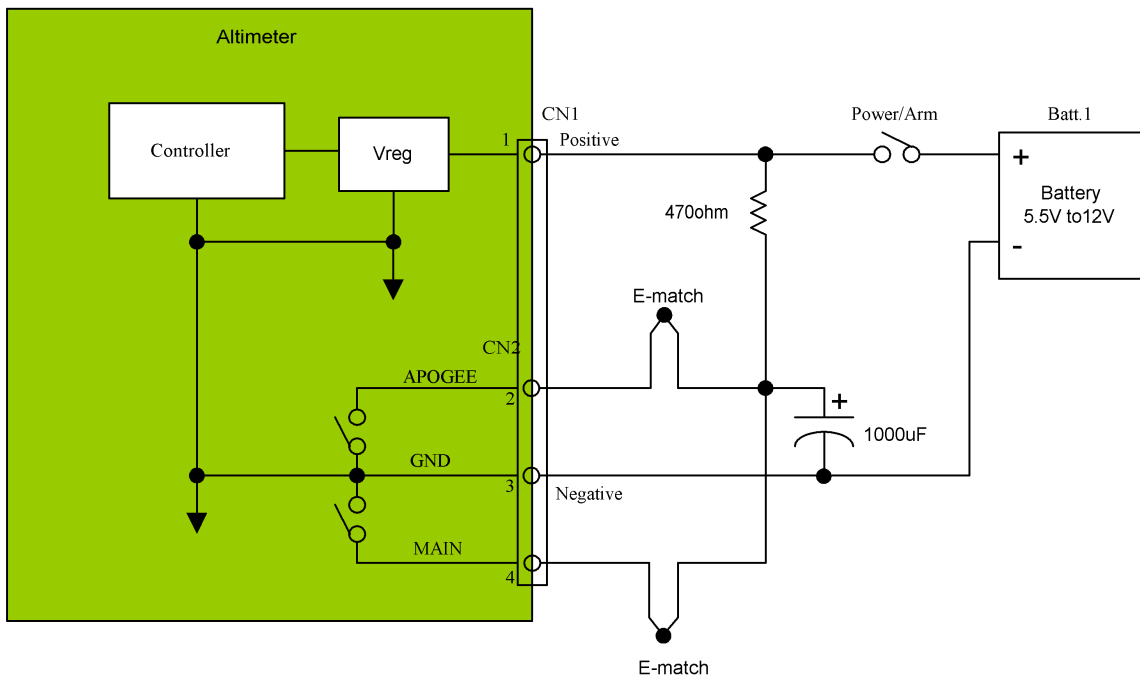 Altimeter
CN1
Power/Arm
Batt.1
1
Positive
Controller
Vreg
+
Battery
5.5V to12V
-
470ohm
E-match
CN2
APOGEE
2
+
1000uF
GND
3
Negative
MAIN
4
E-match